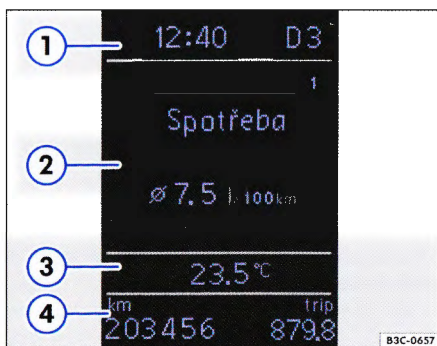 1 12:40 D3
1
Spotřeba
2
ø 7.5 l/100km
3 23.5°C
4 km trip
203456 879.8
B3C-0657